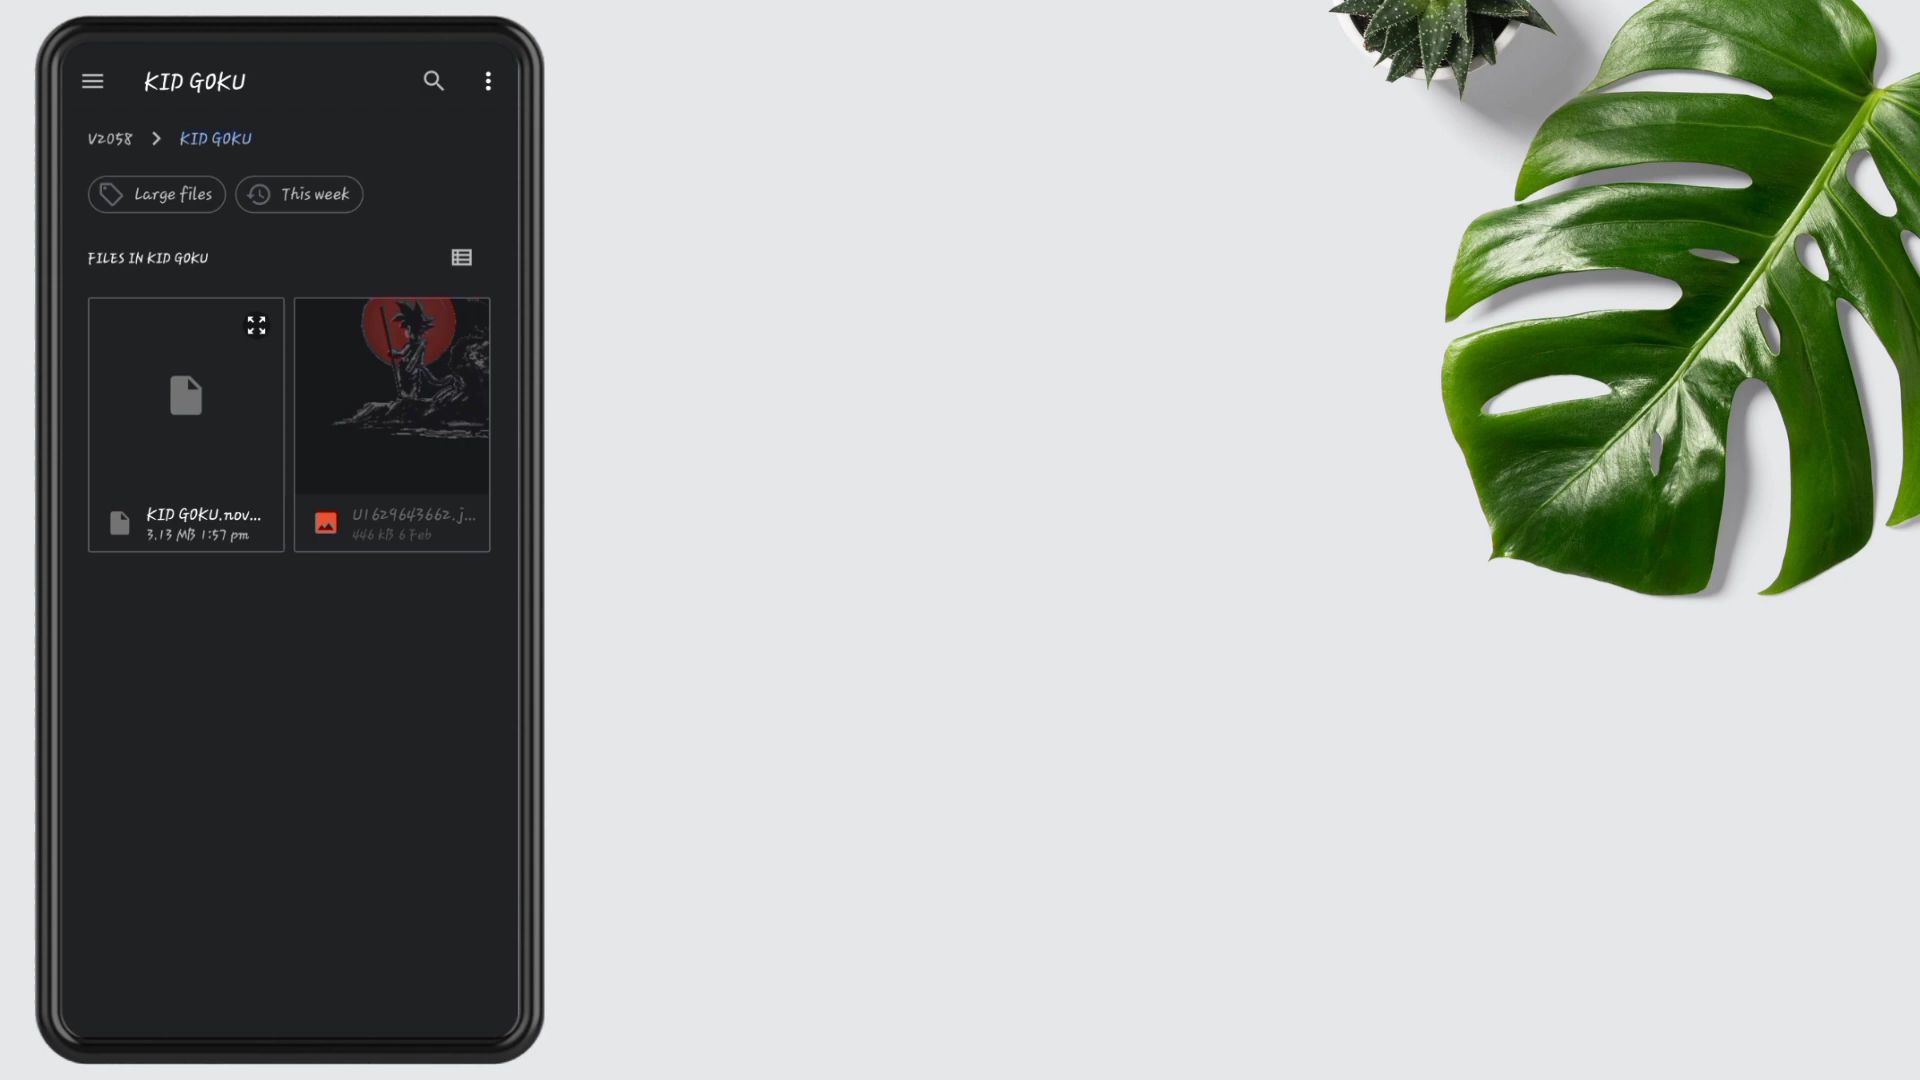 KID GOKU
V2058 > KID GOKU
Large files
This week
FILES IN KID GOKU
KID GOKU.nov...
3.13 MB 1:57 pm
U1629643662.j...
446 kB 6 Feb